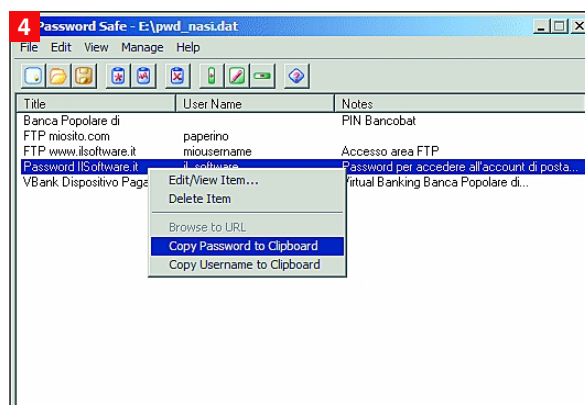 4 Password Safe - E:\pwd_nasi.dat
File Edit View Manage Help
Title User Name Notes
Banca Popolare di PIN Bancobat
FTP miosito.com paperino
FTP www.ilsoftware.it miousername Accesso area FTP
Password IlSoftware.it il_software Password per accedere all'account di posta...
VBank Dispositivo Paga Virtual Banking Banca Popolare di...
Edit/View Item...
Delete Item
Browse to URL
Copy Password to Clipboard
Copy Username to Clipboard